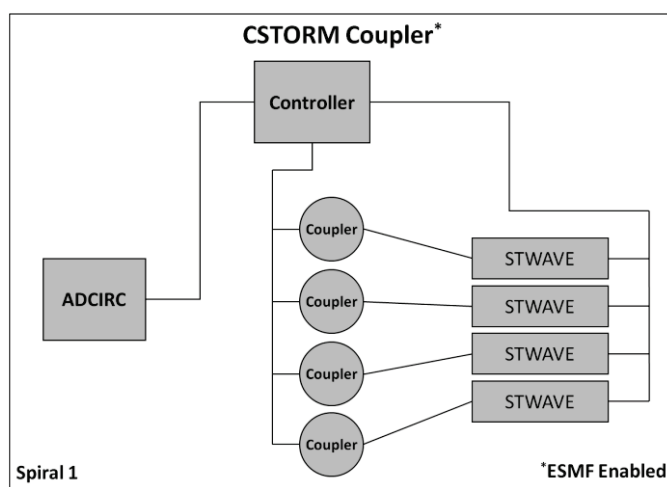 CSTORM Coupler*
Controller
Coupler
STWAVE
ADCIRC
Coupler
STWAVE
Coupler
STWAVE
Coupler
STWAVE
Spiral 1
*ESMF Enabled